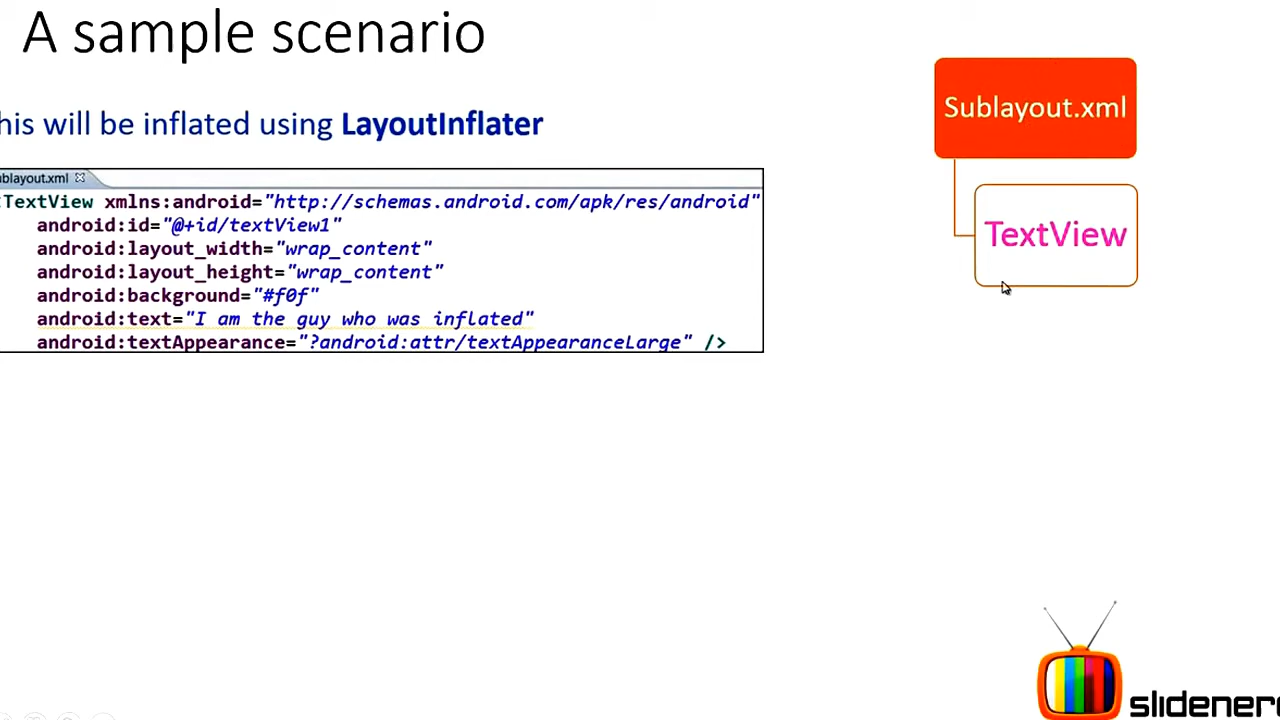 A sample scenario
his will be inflated using LayoutInflater
blayout.xml
TextView xmlns:android="http://schemas.android.com/apk/res/android"
android:id="@+id/textView1"
android:layout_width="wrap_content"
android:layout_height="wrap_content"
android:background="#f0f"
android:text="I am the guy who was inflated"
android:textAppearance="?android:attr/textAppearanceLarge" />
Sublayout.xml
TextView
slidener